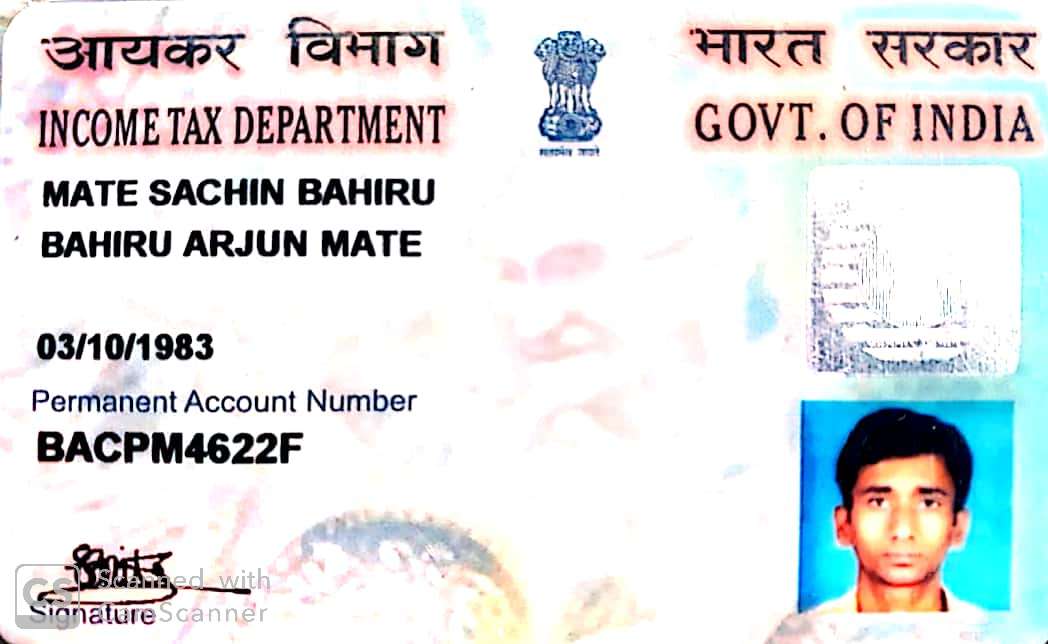 आयकर विभाग
INCOME TAX DEPARTMENT
भारत सरकार
GOVT. OF INDIA
सत्यमेव जयते
MATE SACHIN BAHIRU
BAHIRU ARJUN MATE
03/10/1983
Permanent Account Number
BACPM4622F
Signature
CS Scanned with
CamScanner